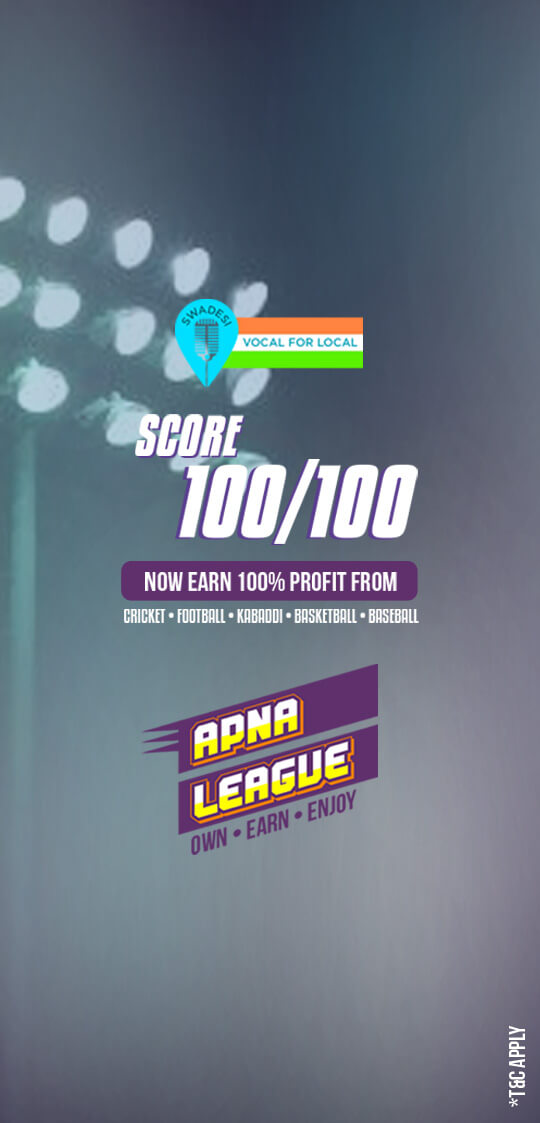 SWADESI
VOCAL FOR LOCAL
SCORE
100/100
NOW EARN 100% PROFIT FROM
CRICKET • FOOTBALL • KABADDI • BASKETBALL • BASEBALL
APNA
LEAGUE
OWN • EARN • ENJOY
*T&C APPLY